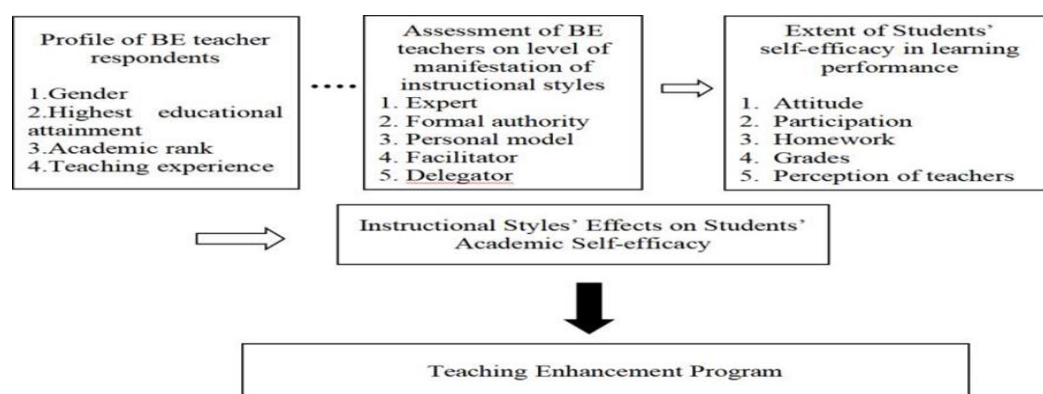 Profile of BE teacher
respondents
1.Gender
2.Highest educational
attainment
3.Academic rank
4.Teaching experience
Assessment of BE
teachers on level of
manifestation of
instructional styles
1. Expert
2. Formal authority
3. Personal model
4. Facilitator
5. Delegator
Extent of Students'
self-efficacy in learning
performance
1. Attitude
2. Participation
3. Homework
4. Grades
5. Perception of teachers
Instructional Styles' Effects on Students'
Academic Self-efficacy
Teaching Enhancement Program